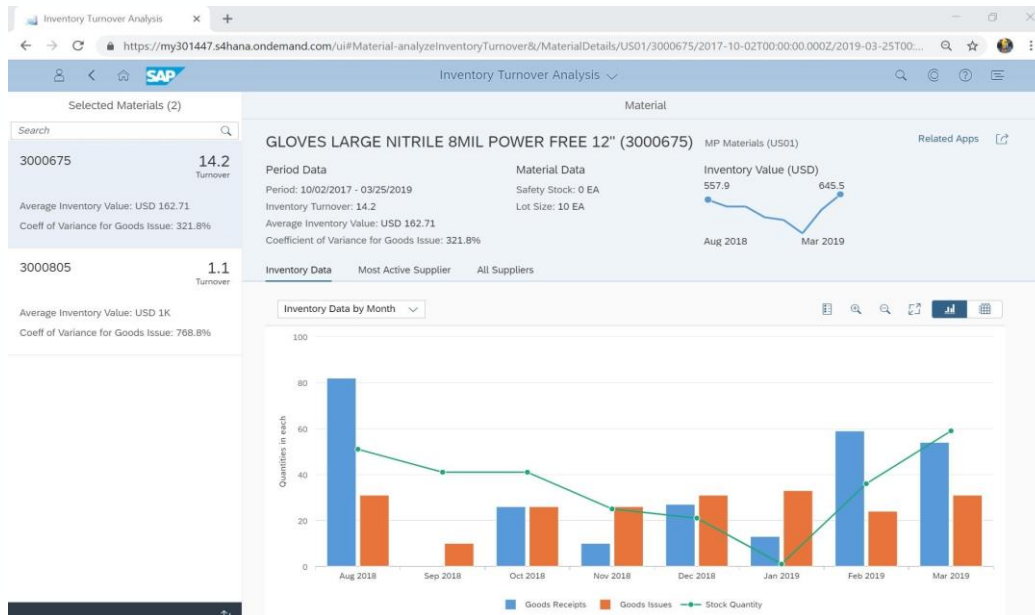 Inventory Turnover Analysis
https://my301447.s4hana.ondemand.com/ui#Material-analyzeInventoryTurnover&/MaterialDetails/US01/3000675/2017-10-02T00:00:00.000Z/2019-03-25T00:...
SAP
Inventory Turnover Analysis
Selected Materials (2)
Material
Search
3000675
14.2
Turnover
Average Inventory Value: USD 162.71
Coeff of Variance for Goods Issue: 321.8%
3000805
1.1
Turnover
Average Inventory Value: USD 1K
Coeff of Variance for Goods Issue: 768.8%
GLOVES LARGE NITRILE 8MIL POWER FREE 12" (3000675) MP Materials (US01)
Related Apps
Period Data
Period: 10/02/2017 - 03/25/2019
Inventory Turnover: 14.2
Average Inventory Value: USD 162.71
Coefficient of Variance for Goods Issue: 321.8%
Material Data
Safety Stock: 0 EA
Lot Size: 10 EA
Inventory Value (USD)
557.9 645.5
Aug 2018 Mar 2019
Inventory Data Most Active Supplier All Suppliers
Inventory Data by Month
Quantities in each
100
80
60
40
20
0
Aug 2018 Sep 2018 Oct 2018 Nov 2018 Dec 2018 Jan 2019 Feb 2019 Mar 2019
Goods Receipts Goods Issues Stock Quantity